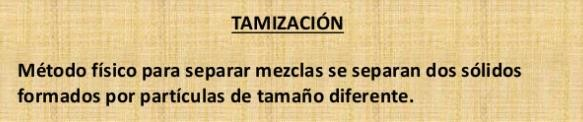 TAMIZACIÓN
Método físico para separar mezclas se separan dos sólidos
formados por partículas de tamaño diferente.